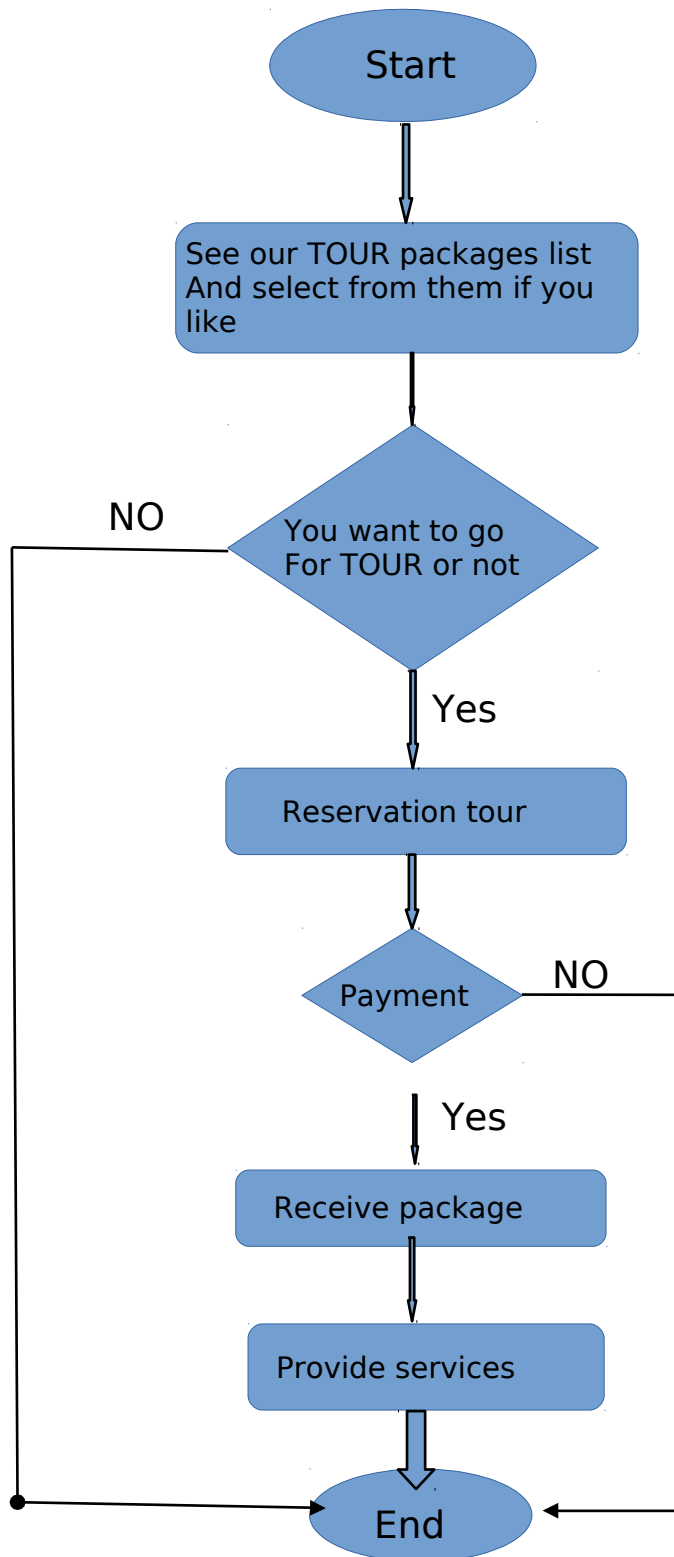 Start
See our TOUR packages list
And select from them if you
like
NO
You want to go
For TOUR or not
Yes
Reservation tour
Payment
NO
Yes
Receive package
Provide services
End